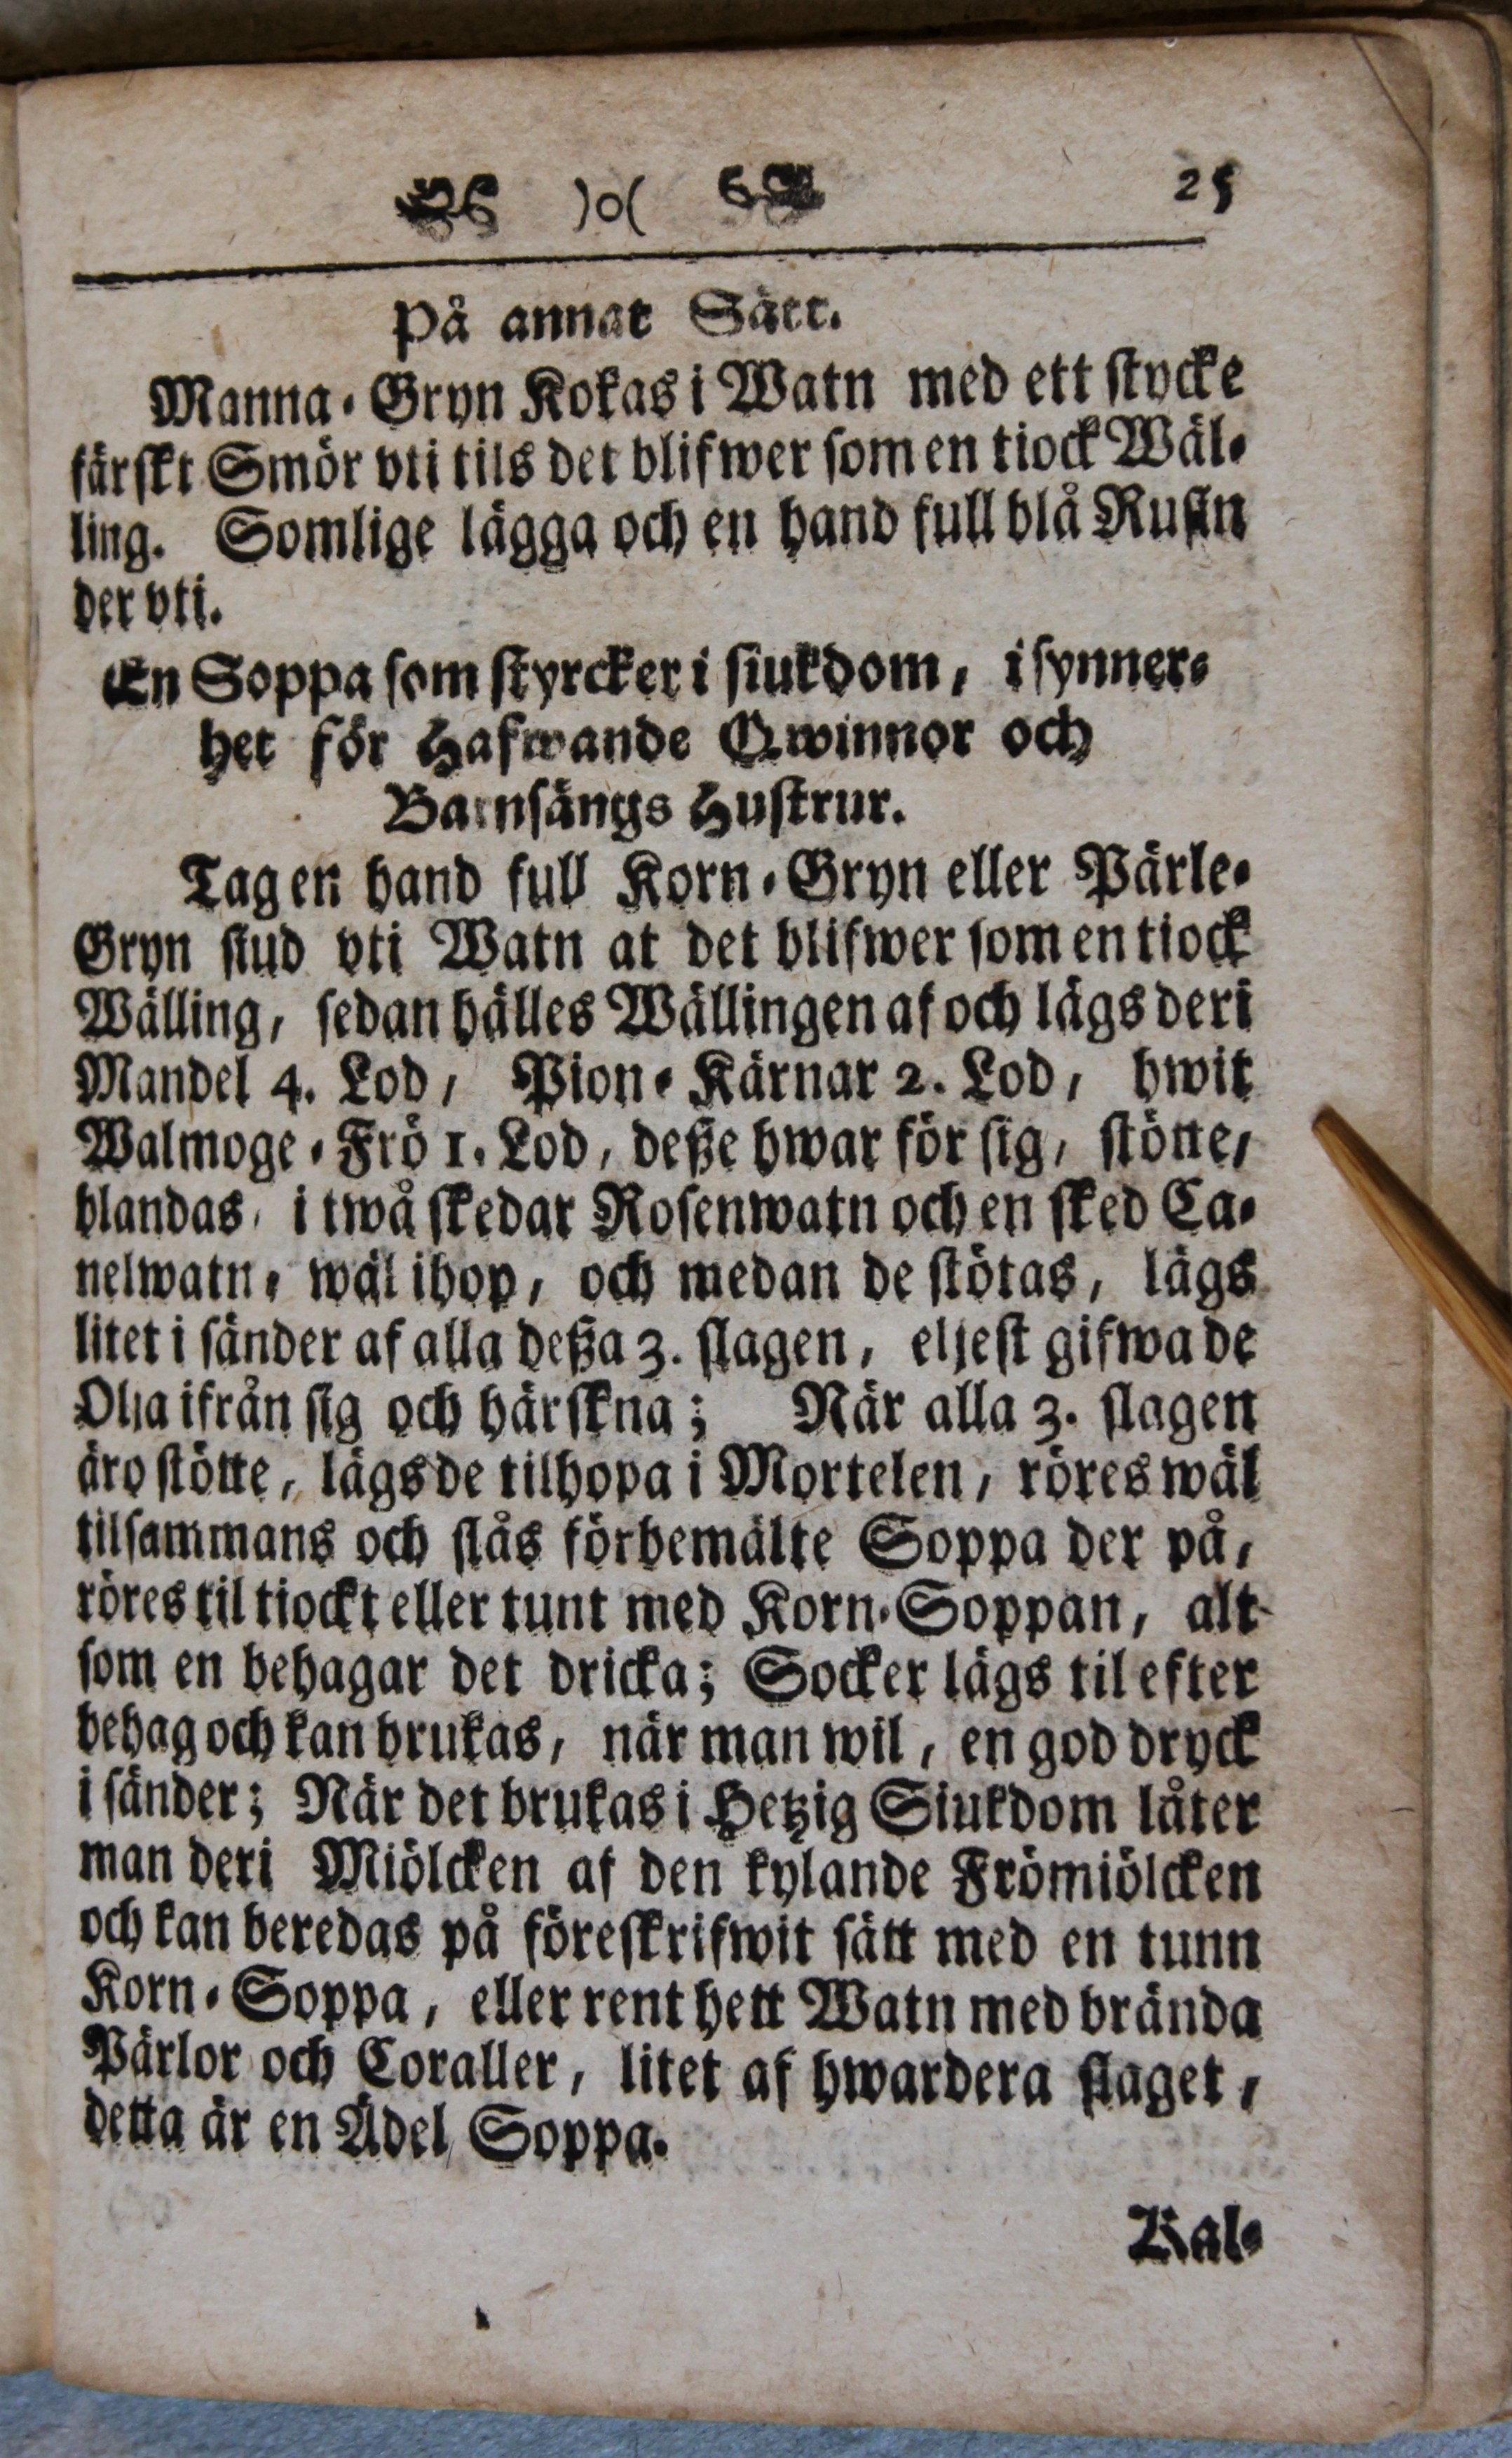 )o( 25
På annat Sätt.
Manna-Gryn Kokas i Watn med ett stycke
färskt Smör vti tils det blifwer som en tiock Wäl-
ling. Somlige lägga och en hand full blå Rusin
der vti.
En Soppa som styrcker i siukdom, i synner-
het för Hafwande Qwinnor och
Barnsängs Hustrur.
Tag en hand full Korn-Gryn eller Pärle-
Gryn siud vti Watn at det blifwer som en tiock
Wälling, sedan hälles Wällingen af och lägs deri
Mandel 4. Lod, Pion-Kärnar 2. Lod, hwit
Walmoge-Frö 1. Lod, deße hwar för sig, stötte,
blandas, i twå skedar Rosenwatn och en sked Ca-
nelwatn, wäl ihop, och medan de stötas, lägs
litet i sänder af alla deßa 3. slagen, eljest gifwa de
Olja ifrån sig och härskna; När alla 3. slagen
äro stötte, lägs de tilhopa i Mortelen, röres wäl
tilsammans och slås förbemälte Soppa der på,
röres til tiockt eller tunt med Korn-Soppan, alt
som en behagar det dricka; Socker lägs til efter
behag och kan brukas, när man wil, en god dryck
i sänder; När det brukas i Hetzig Siukdom låter
man deri Miölcken af den kylande Frömiölcken
och kan beredas på föreskrifwit sätt med en tunn
Korn-Soppa, eller rent hett Watn med brända
Pärlor och Coraller, litet af hwardera slaget,
detta är en Ädel Soppa.
Kal-